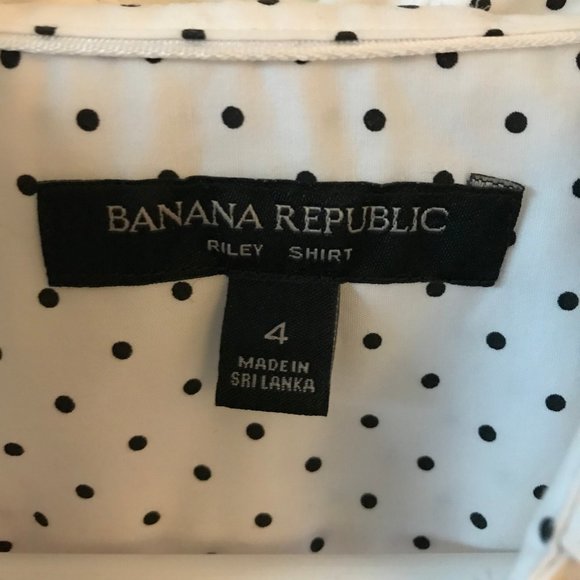 BANANA REPUBLIC
RILEY SHIRT
4
MADE IN
SRI LANKA